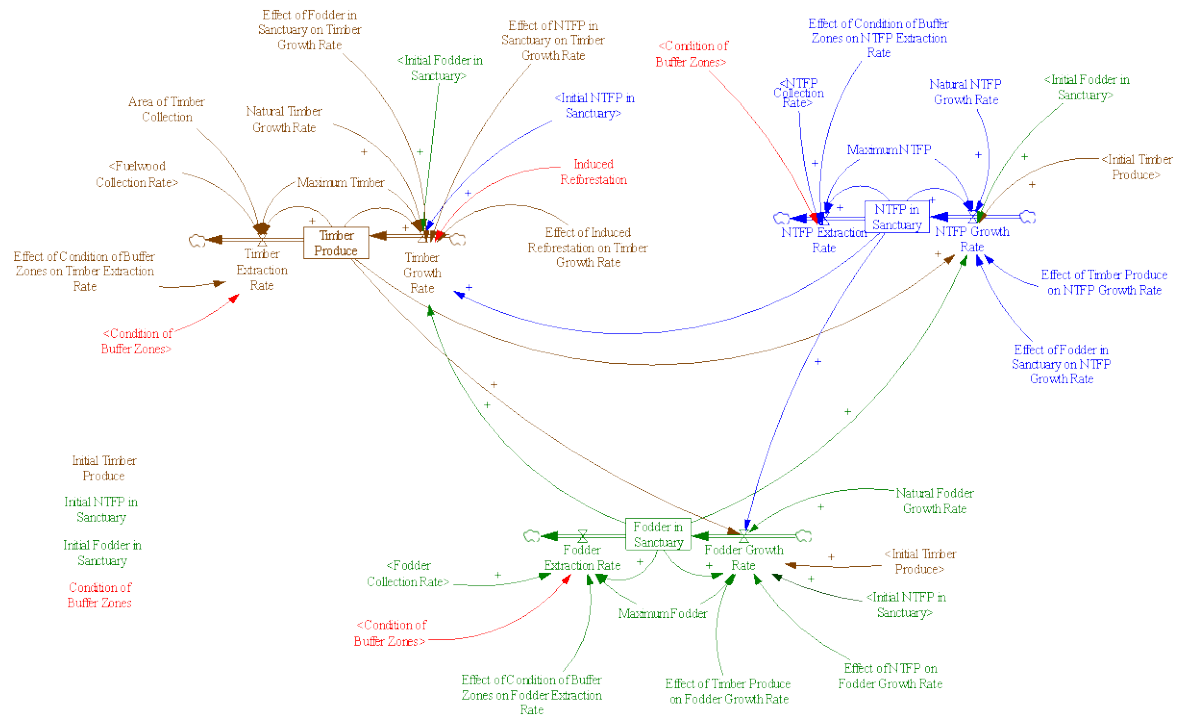 Effect of Fodder in
Sanctuary on Timber
Growth Rate
Effect of NTFP in
Sanctuary on Timber
Growth Rate
<Initial Fodder in
Sanctuary>
Area of Timber
Collection
Natural Timber
Growth Rate
<Initial NTFP in
Sanctuary>
<Fuelwood
Collection Rate>
Maximum Timber
Induced
Reforestation
Timber
Produce
Timber
Extraction
Rate
Timber
Growth
Rate
Effect of Induced
Reforestation on Timber
Growth Rate
Effect of Condition of Buffer
Zones on Timber Extraction
Rate
<Condition of
Buffer Zones>
Effect of Condition of Buffer
Zones on NTFP Extraction
Rate
<Condition of
Buffer Zones>
<NTFP
Collection
Rate>
Natural NTFP
Growth Rate
<Initial Fodder in
Sanctuary>
Maximum NTFP
<Initial Timber
Produce>
NTFP in
Sanctuary
NTFP Extraction
Rate
NTFP Growth
Rate
Effect of Timber Produce
on NTFP Growth Rate
Effect of Fodder in
Sanctuary on NTFP
Growth Rate
Initial Timber
Produce
Initial NTFP in
Sanctuary
Initial Fodder in
Sanctuary
Condition of
Buffer Zones
Natural Fodder
Growth Rate
Fodder in
Sanctuary
Fodder
Extraction Rate
Fodder Growth
Rate
<Fodder
Collection Rate>
<Initial Timber
Produce>
<Initial NTFP in
Sanctuary>
Maximum Fodder
<Condition of
Buffer Zones>
Effect of Condition of Buffer
Zones on Fodder Extraction
Rate
Effect of Timber Produce
on Fodder Growth Rate
Effect of NTFP on
Fodder Growth Rate